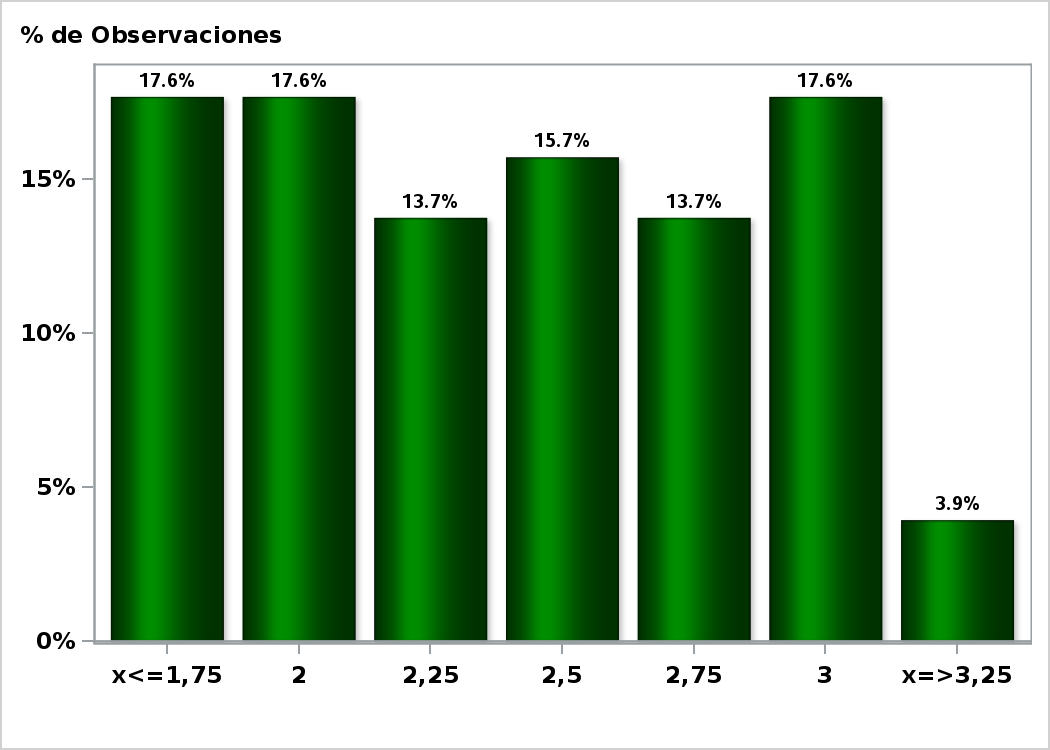 % de Observaciones
17.6% 17.6% 17.6%
15.7%
15%
13.7% 13.7%
10%
5%
3.9%
0%
x<=1,75 2 2,25 2,5 2,75 3 x=>3,25